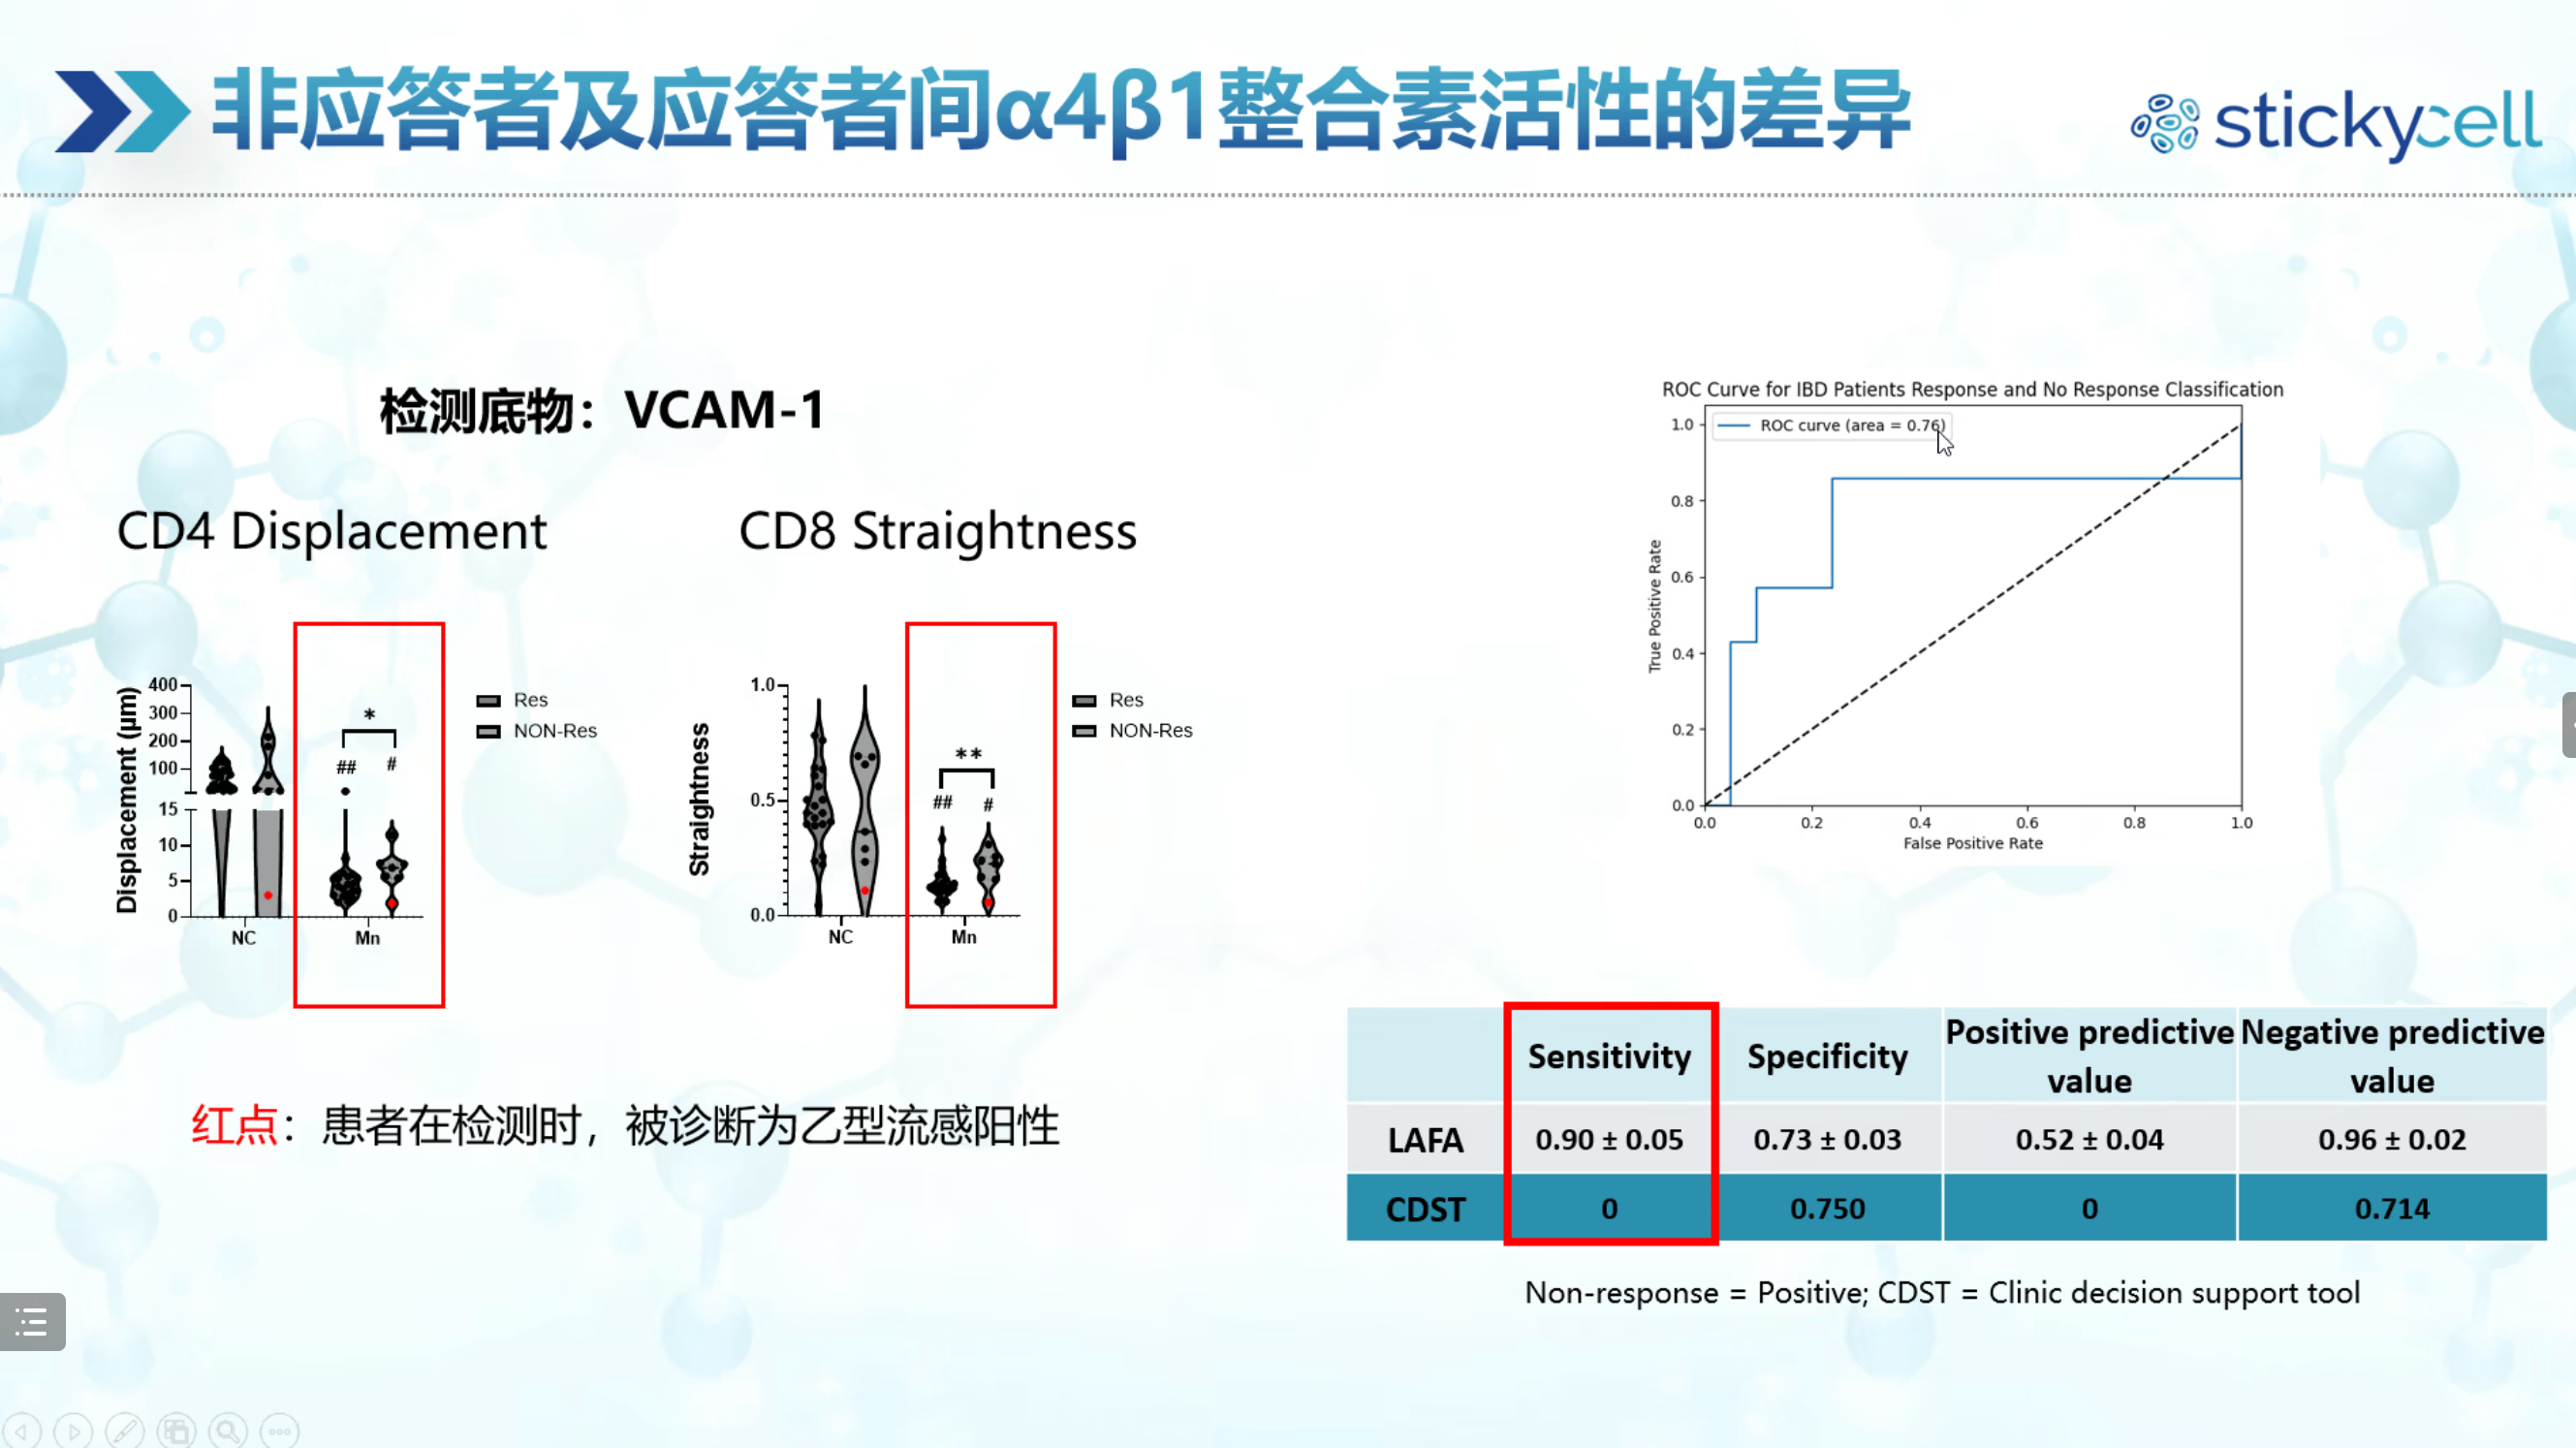 非应答者及应答者间α4β1整合素活性的差异
stickycell
检测底物：VCAM-1
CD4 Displacement
CD8 Straightness
Displacement (μm)
400
300
200
100
15
10
5
0
NC
Mn
*
##
#
Res
NON-Res
Straightness
1.0
0.5
0.0
NC
Mn
**
##
#
Res
NON-Res
红点：患者在检测时，被诊断为乙型流感阳性
ROC Curve for IBD Patients Response and No Response Classification
ROC curve (area = 0.76)
True Positive Rate
1.0
0.8
0.6
0.4
0.2
0.0
0.0 0.2 0.4 0.6 0.8 1.0
False Positive Rate
Sensitivity Specificity Positive predictive value Negative predictive value
LAFA 0.90 ± 0.05 0.73 ± 0.03 0.52 ± 0.04 0.96 ± 0.02
CDST 0 0.750 0 0.714
Non-response = Positive; CDST = Clinic decision support tool